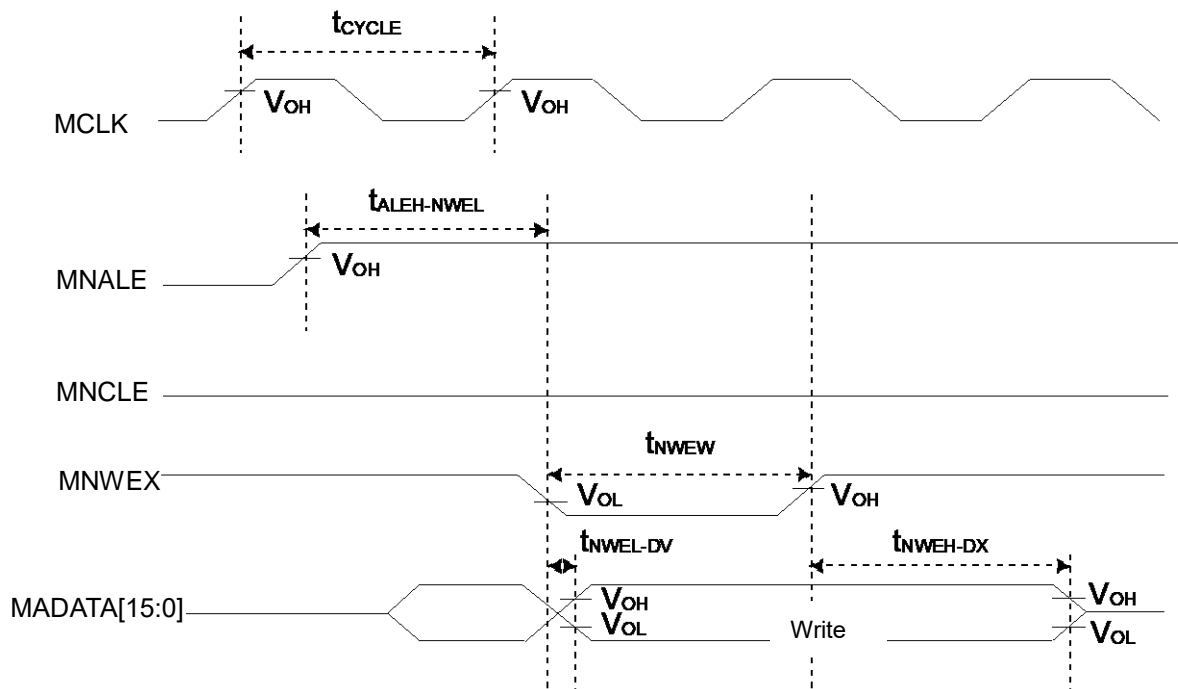 tCYCLE
VOH
VOH
MCLK
tALEH-NWEL
VOH
MNALE
MNCLE
tNWEW
MNWEX
VOL
VOH
tNWEL-DV
tNWEH-DX
MADATA[15:0]
VOH
VOH
VOL
Write
VOL